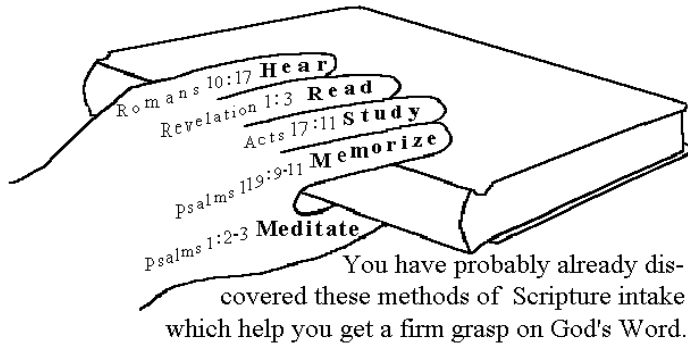 Romans 10:17 Hear
Revelation 1:3 Read
Acts 17:11 Study
Psalms 119:9-11 Memorize
Psalms 1:2-3 Meditate
You have probably already dis-
covered these methods of Scripture intake
which help you get a firm grasp on God's Word.